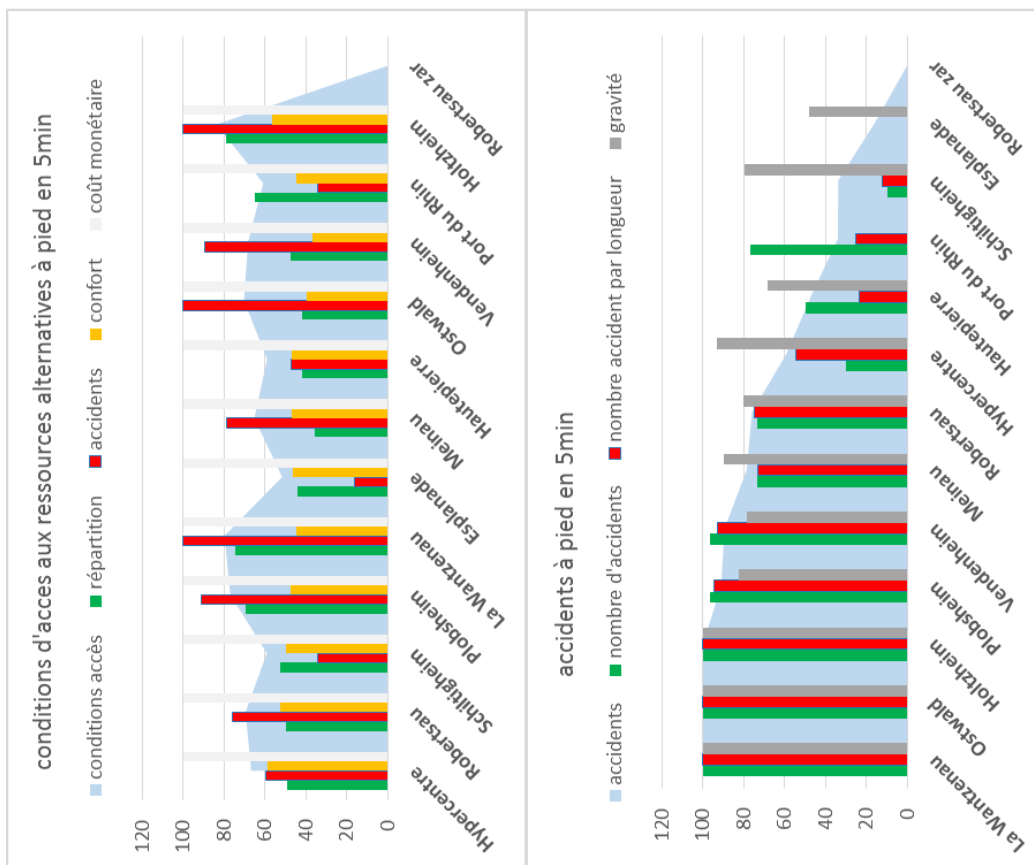 conditions d'acces aux ressources alternatives à pied en 5min
conditions accès
répartition
accidents
confort
coût monétaire
120
100
80
60
40
20
0
Hypercentre
Robertsau
Schiltigheim
Plobsheim
La Wantzenau
Esplanade
Meinau
Hautepierre
Ostwald
Vendenheim
Port du Rhin
Holtzheim
Robertsau zar
accidents à pied en 5min
accidents
nombre d'accidents
nombre accident par longueur
gravité
120
100
80
60
40
20
0
La Wantzenau
Ostwald
Holtzheim
Plobsheim
Vendenheim
Meinau
Robertsau
Hypercentre
Hautepierre
Port du Rhin
Schiltigheim
Esplanade
Robertsau zar